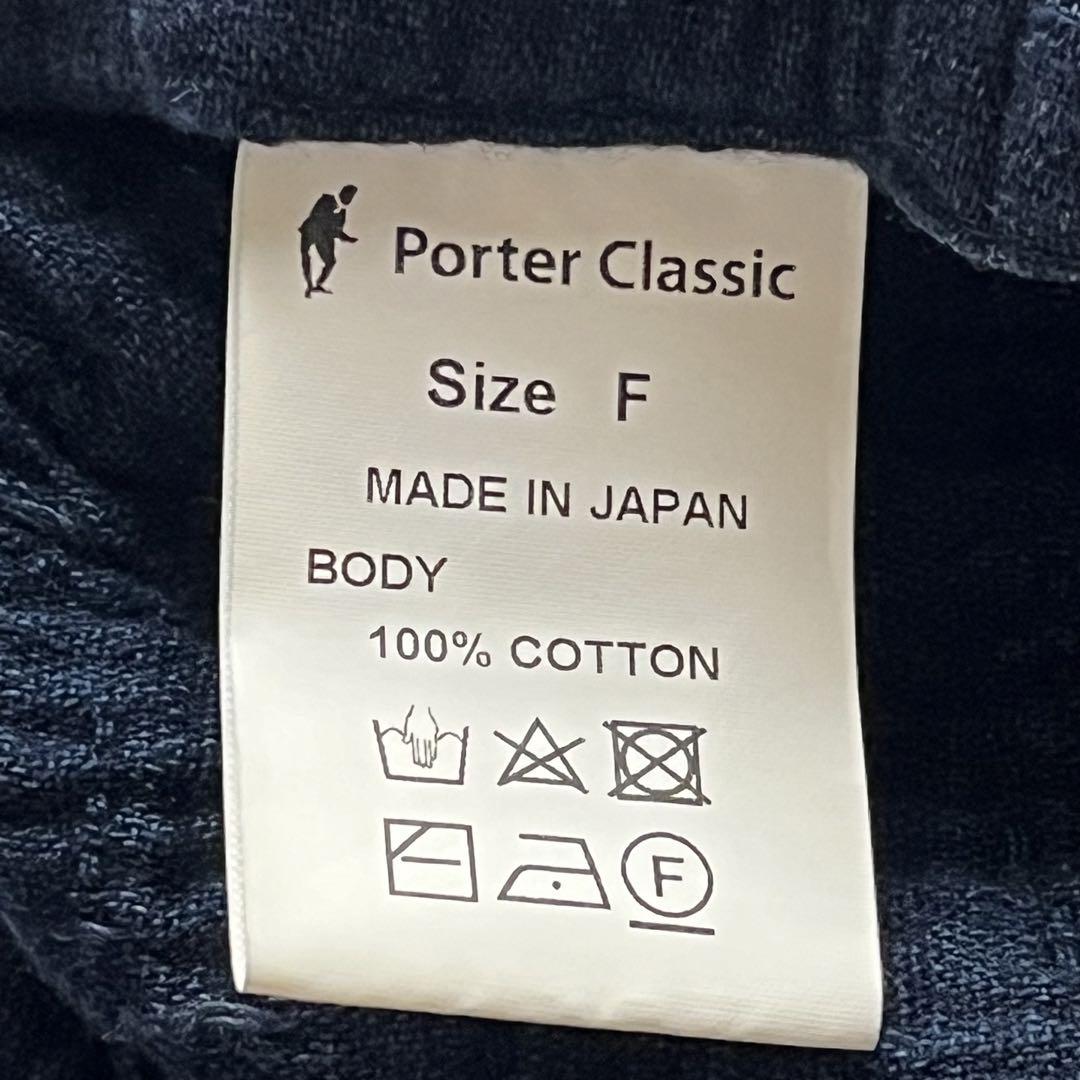 Porter Classic
Size F
MADE IN JAPAN
BODY
100% COTTON
F